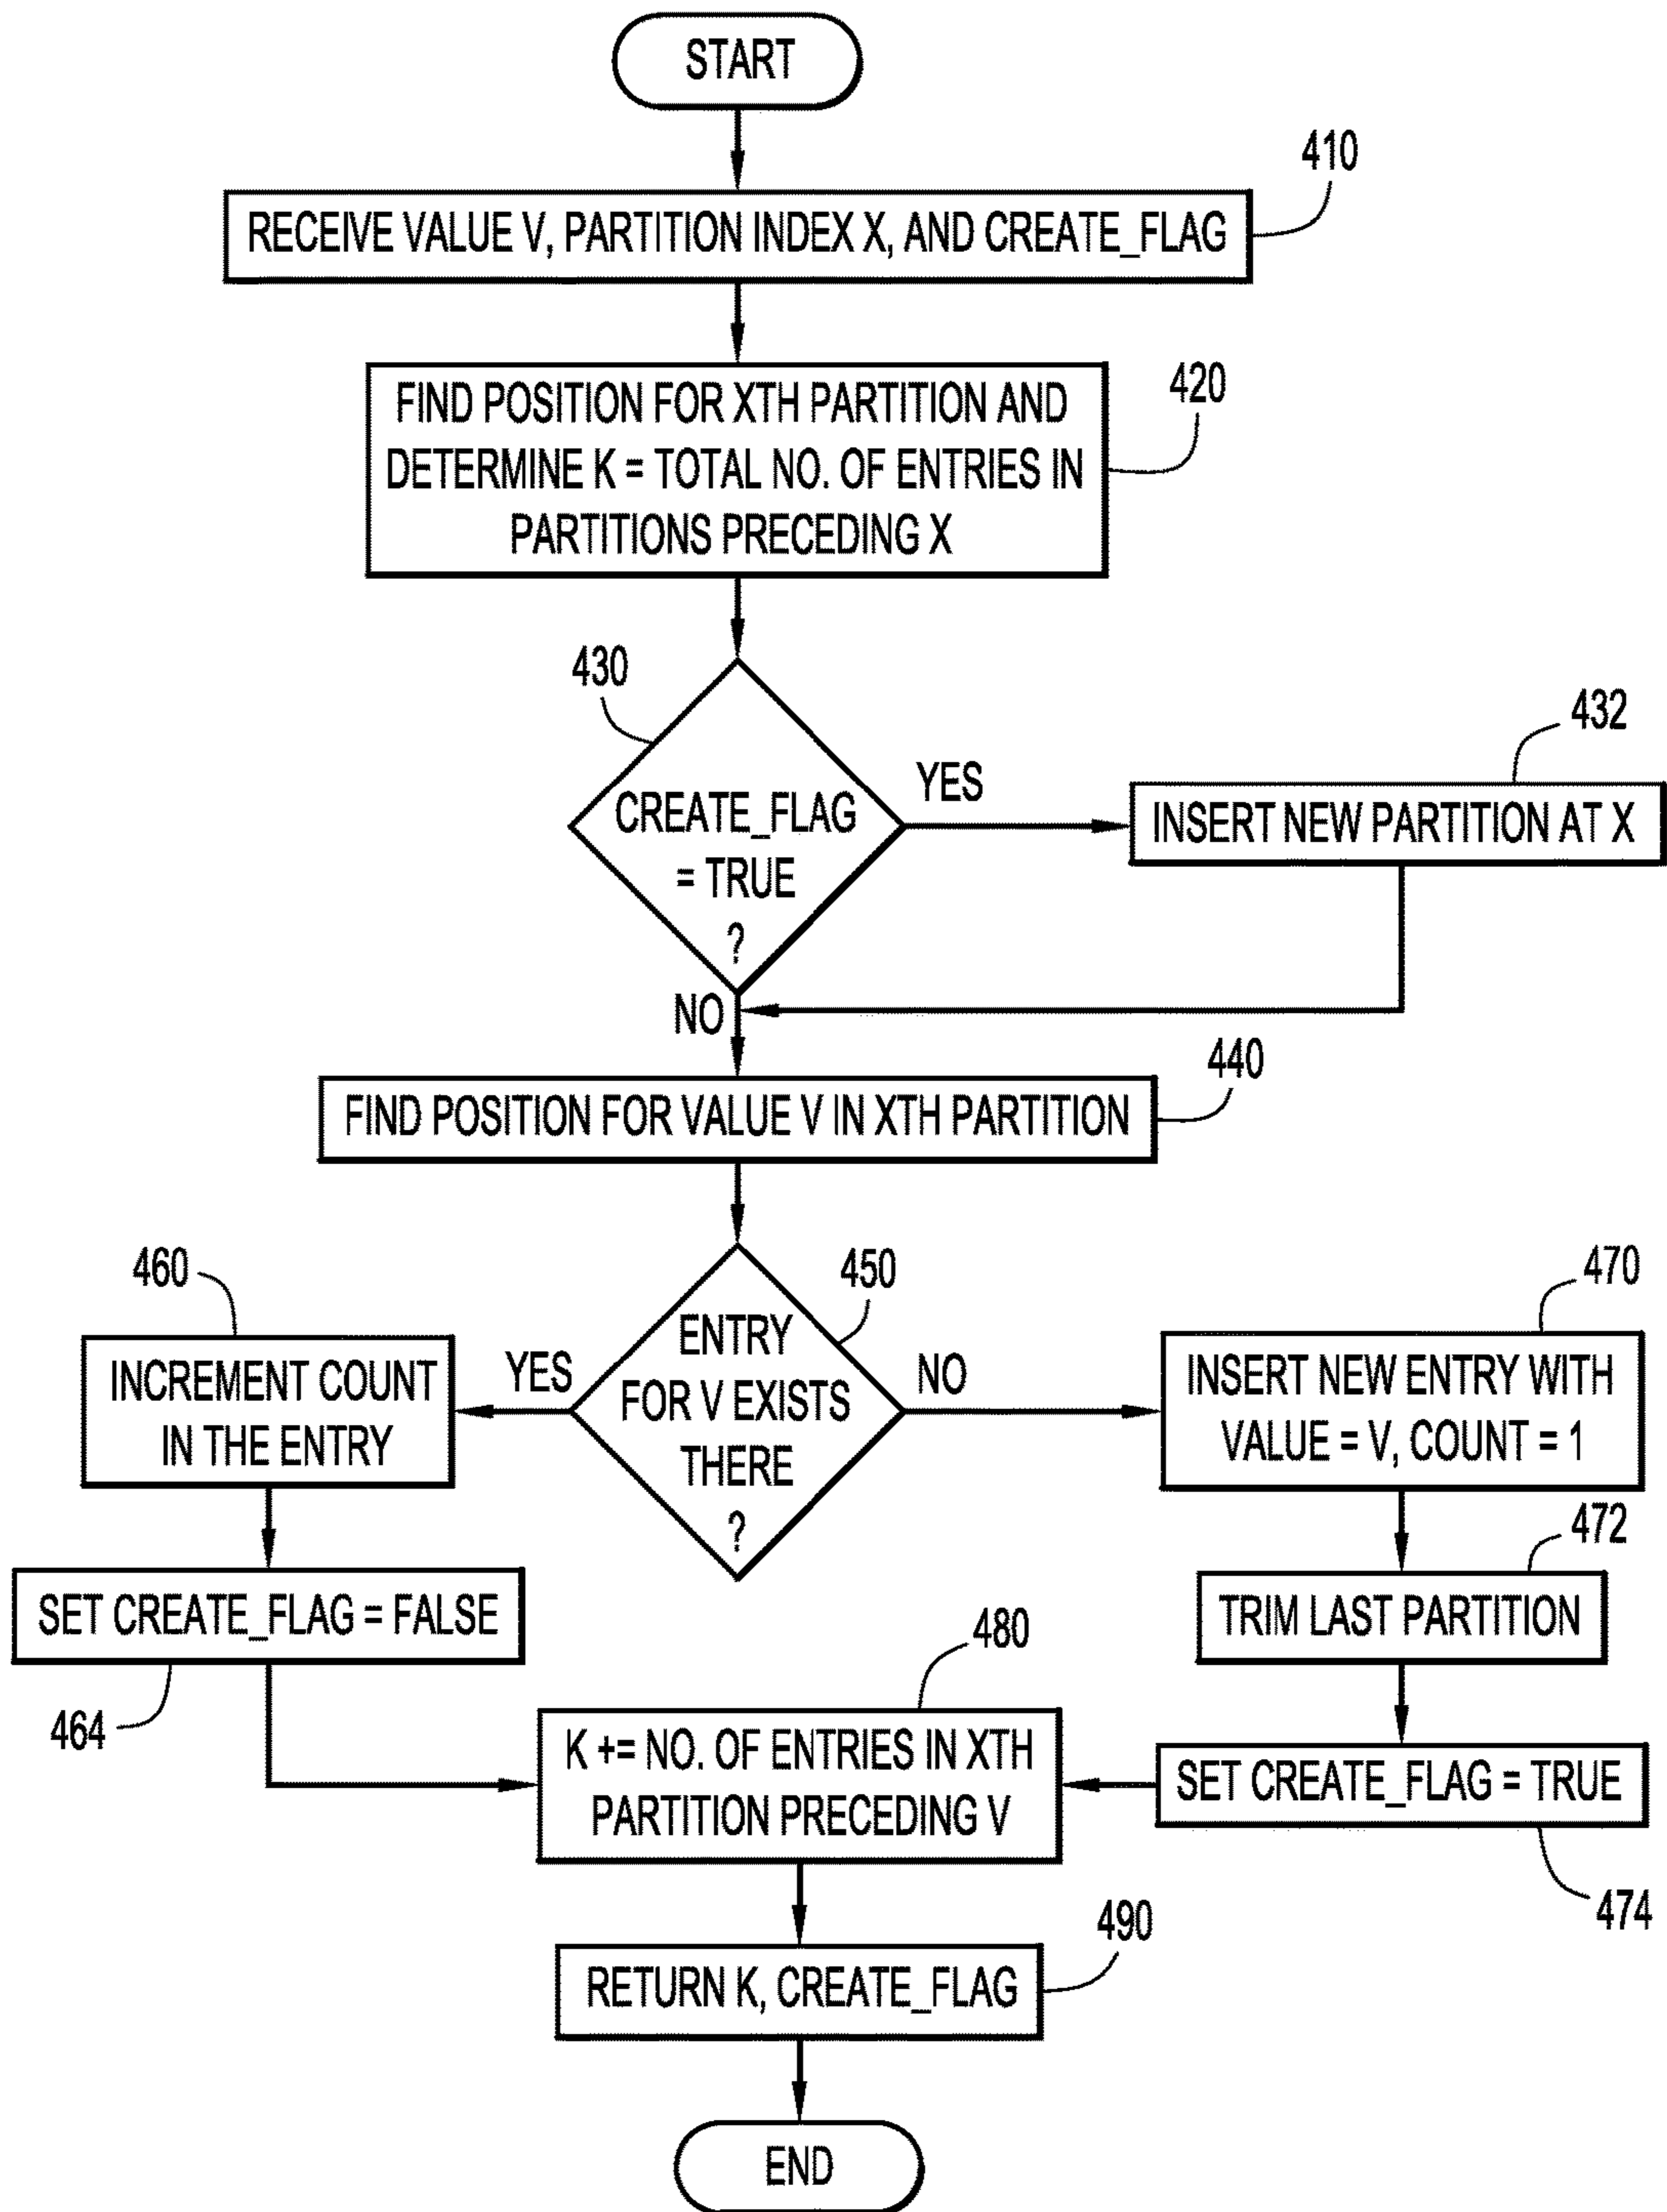 START
410
RECEIVE VALUE V, PARTITION INDEX X, AND CREATE_FLAG
420
FIND POSITION FOR XTH PARTITION AND
DETERMINE K = TOTAL NO. OF ENTRIES IN
PARTITIONS PRECEDING X
430
CREATE_FLAG
= TRUE
?
YES
432
INSERT NEW PARTITION AT X
NO
440
FIND POSITION FOR VALUE V IN XTH PARTITION
450
ENTRY
FOR V EXISTS
THERE
?
YES
460
INCREMENT COUNT
IN THE ENTRY
SET CREATE_FLAG = FALSE
464
NO
470
INSERT NEW ENTRY WITH
VALUE = V, COUNT = 1
472
TRIM LAST PARTITION
SET CREATE_FLAG = TRUE
474
480
K += NO. OF ENTRIES IN XTH
PARTITION PRECEDING V
490
RETURN K, CREATE_FLAG
END